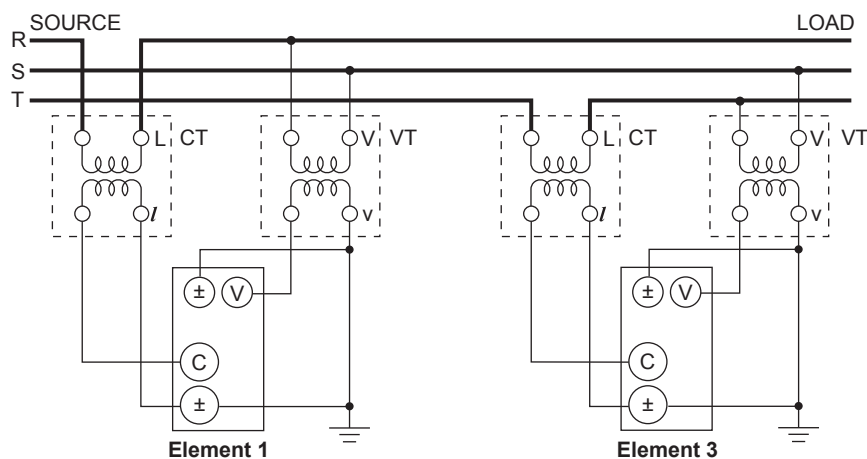 SOURCE
LOAD
R
S
T
L CT
V VT
L CT
V VT
l
v
l
v
± V
± V
C
C
±
±
Element 1
Element 3